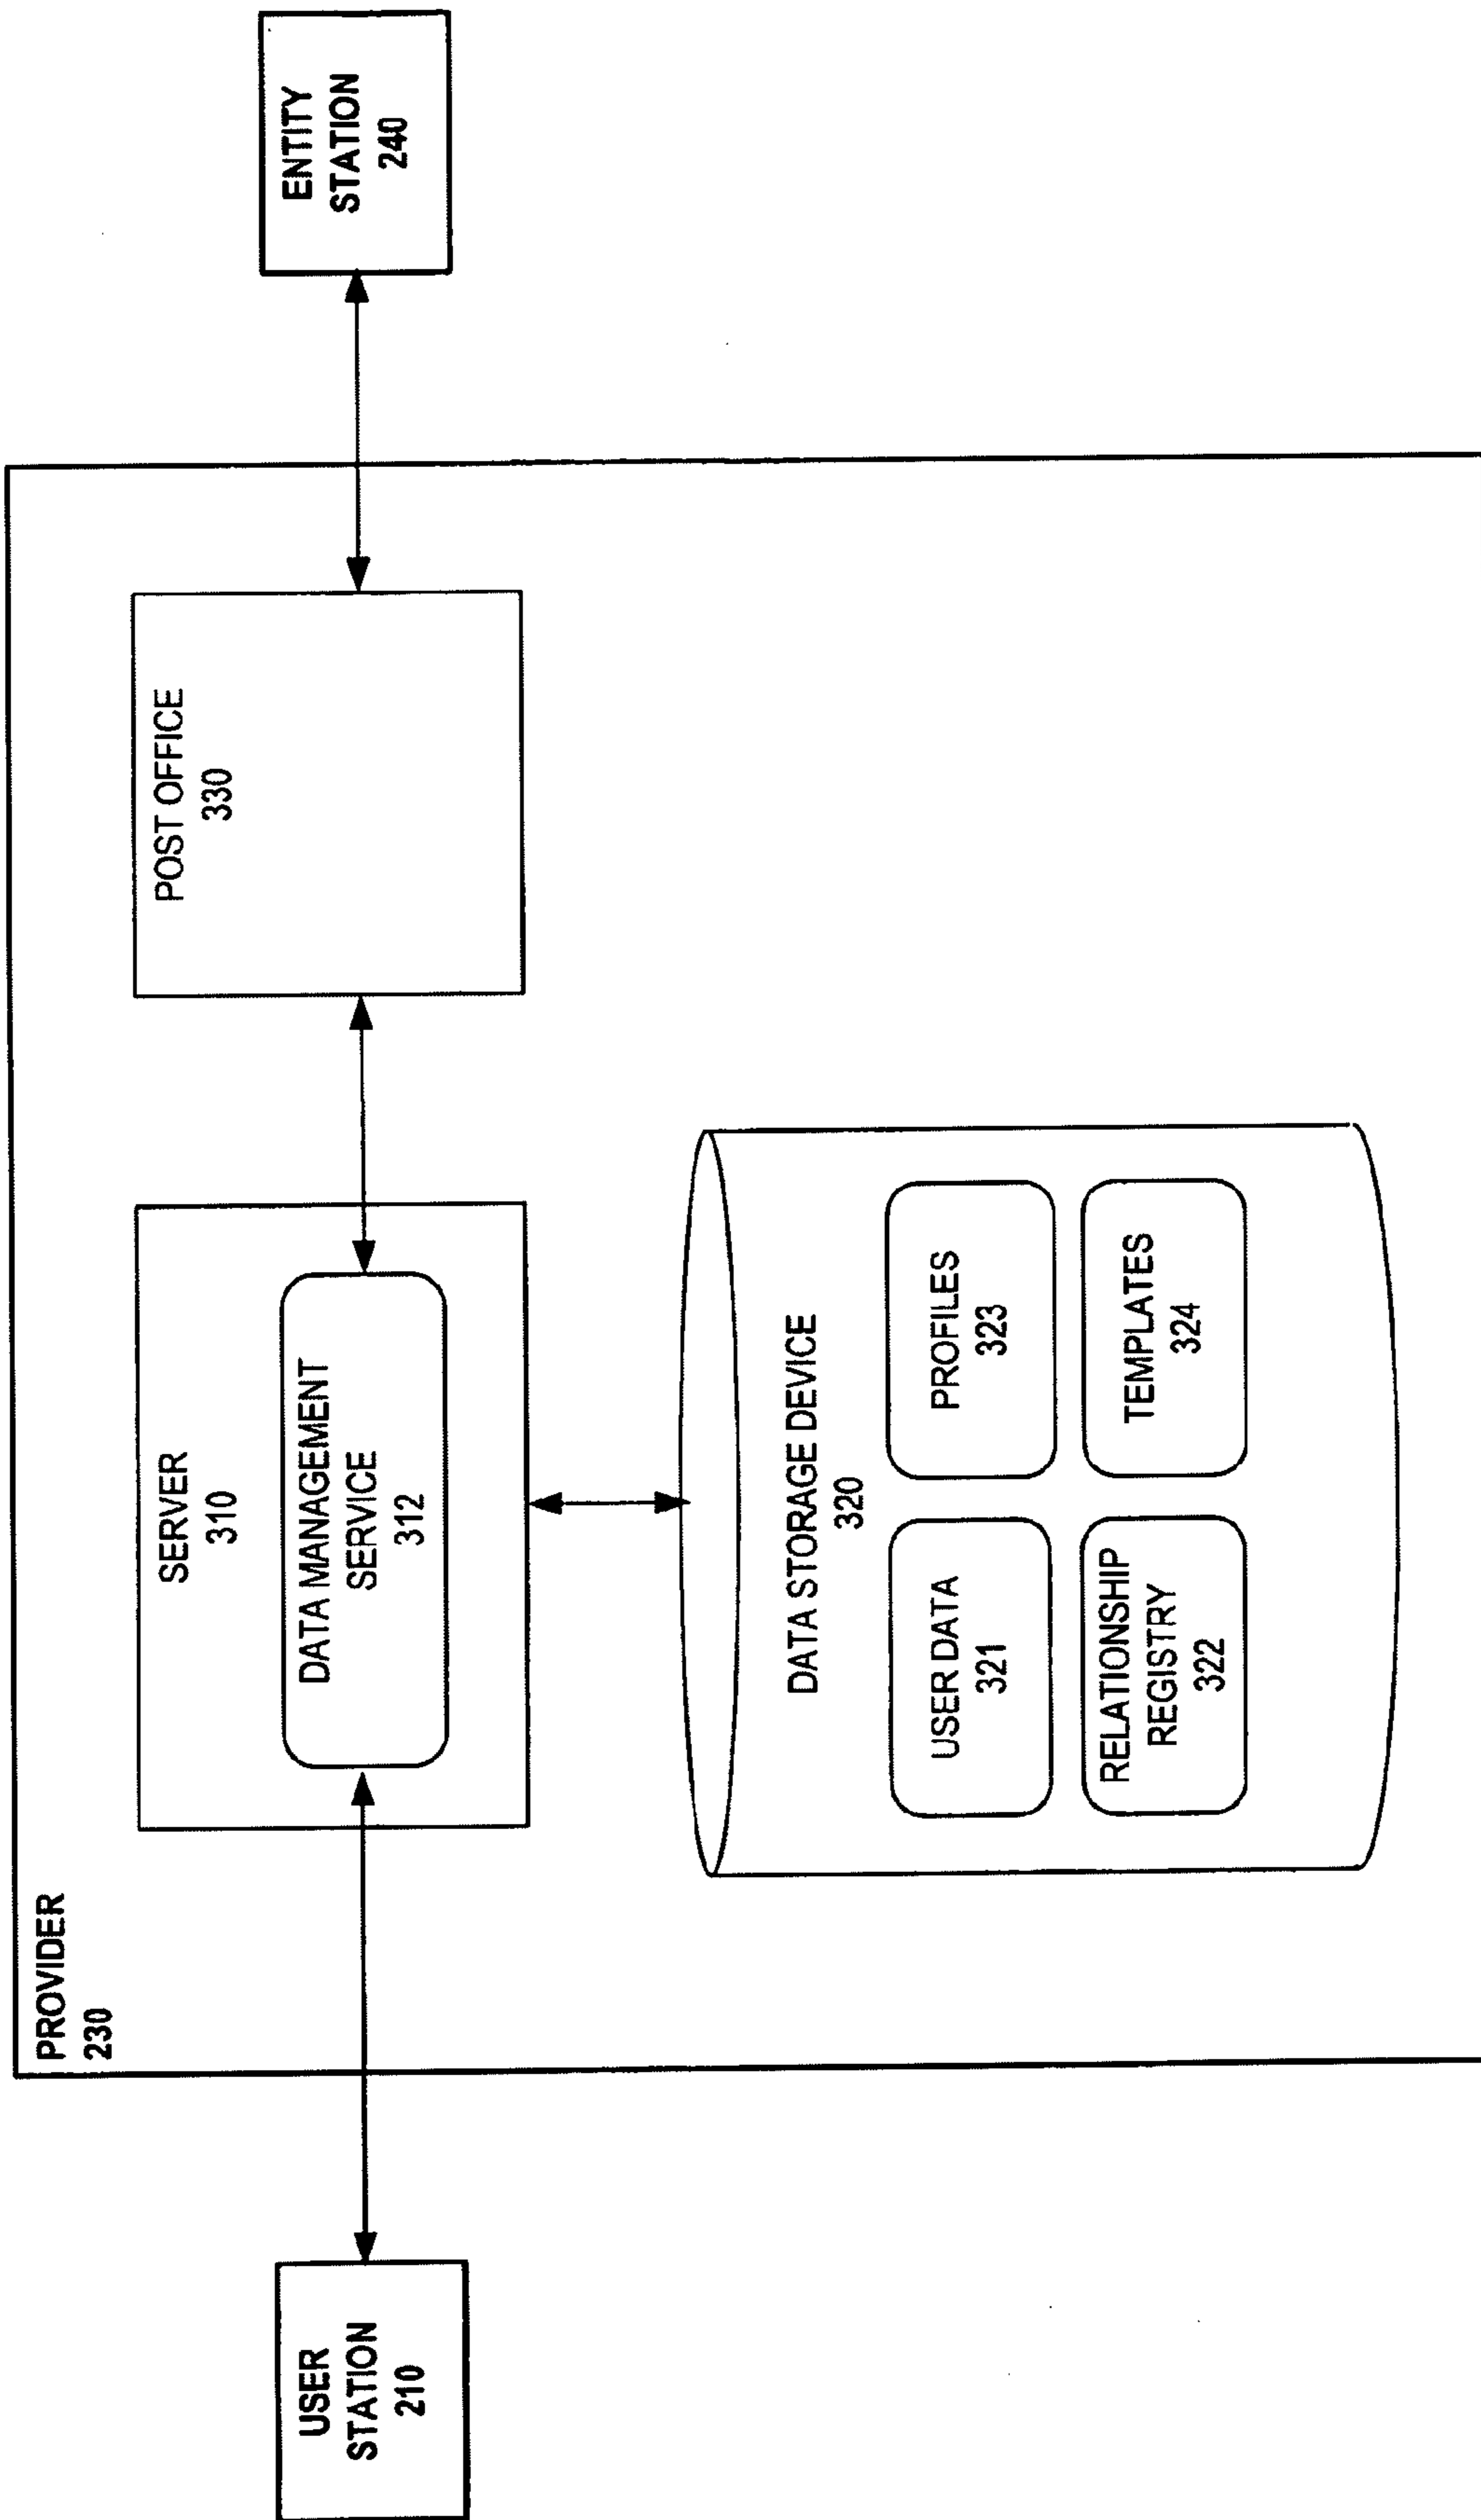 PROVIDER
230
USER
STATION
210
SERVER
310
DATA MANAGEMENT
SERVICE
312
POST OFFICE
330
ENTITY
STATION
240
DATA STORAGE DEVICE
320
USER DATA
321
PROFILES
323
RELATIONSHIP
REGISTRY
322
TEMPLATES
324